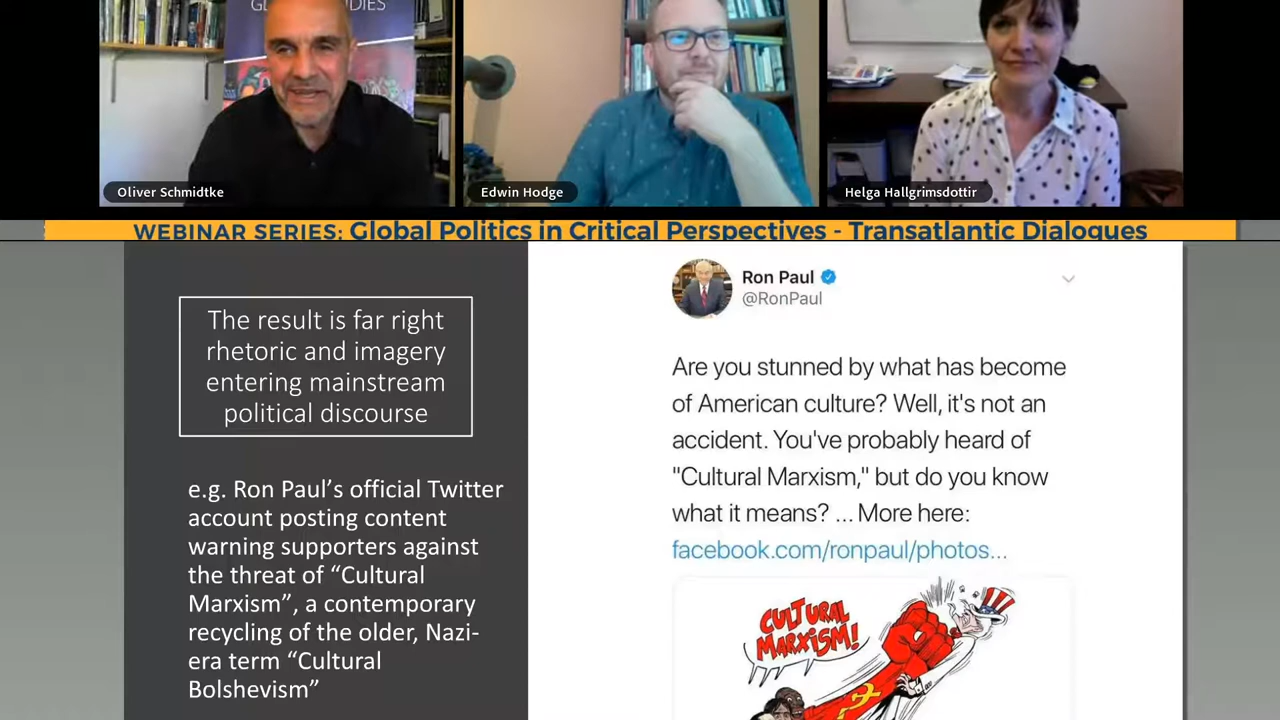 GL
DIES
Oliver Schmidtke
Edwin Hodge
Helga Hallgrimsdottir
WEBINAR SERIES: Global Politics in Critical Perspectives - Transatlantic Dialogues
The result is far right
rhetoric and imagery
entering mainstream
political discourse
e.g. Ron Paul’s official Twitter
account posting content
warning supporters against
the threat of “Cultural
Marxism”, a contemporary
recycling of the older, Nazi-
era term “Cultural
Bolshevism”
Ron Paul
@RonPaul
Are you stunned by what has become
of American culture? Well, it's not an
accident. You've probably heard of
"Cultural Marxism," but do you know
what it means? ... More here:
facebook.com/ronpaul/photos...
CULTURAL
MARXISM!